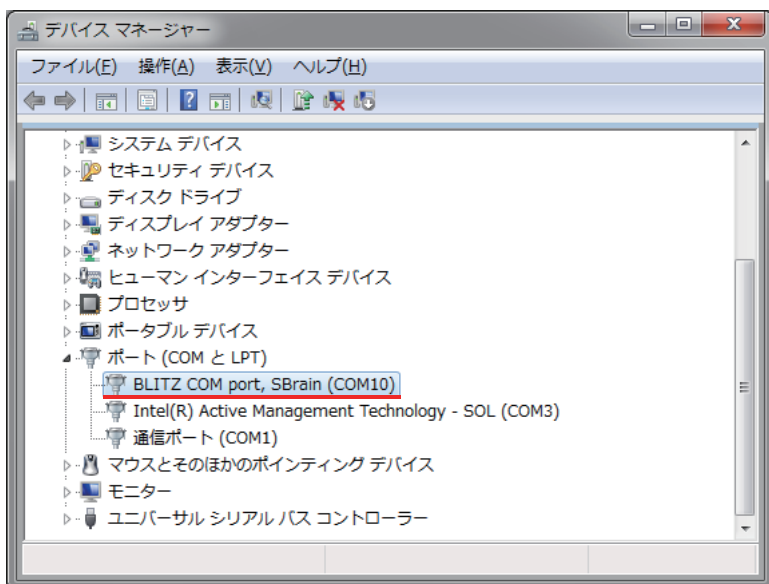 デバイス マネージャー
ファイル(F) 操作(A) 表示(V) ヘルプ(H)
システム デバイス
セキュリティ デバイス
ディスク ドライブ
ディスプレイ アダプター
ネットワーク アダプター
ヒューマン インターフェイス デバイス
プロセッサ
ポータブル デバイス
ポート (COM と LPT)
BLITZ COM port, SBrain (COM10)
Intel(R) Active Management Technology - SOL (COM3)
通信ポート (COM1)
マウスとそのほかのポインティング デバイス
モニター
ユニバーサル シリアル バス コントローラー